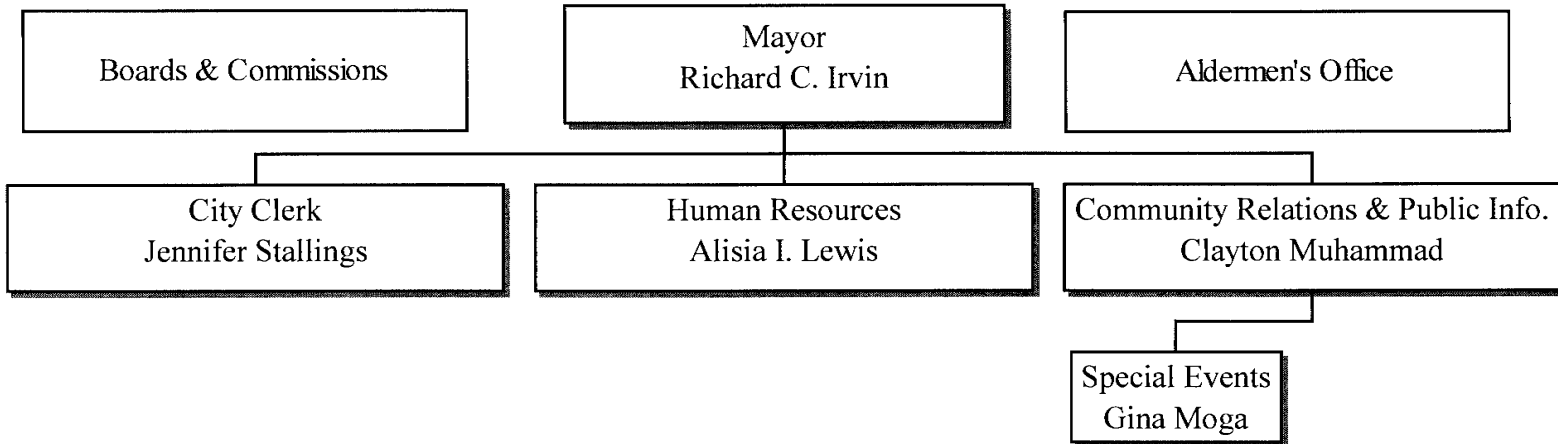 Boards & Commissions
Mayor
Richard C. Irvin
Aldermen's Office
City Clerk
Jennifer Stallings
Human Resources
Alisia I. Lewis
Community Relations & Public Info.
Clayton Muhammad
Special Events
Gina Moga